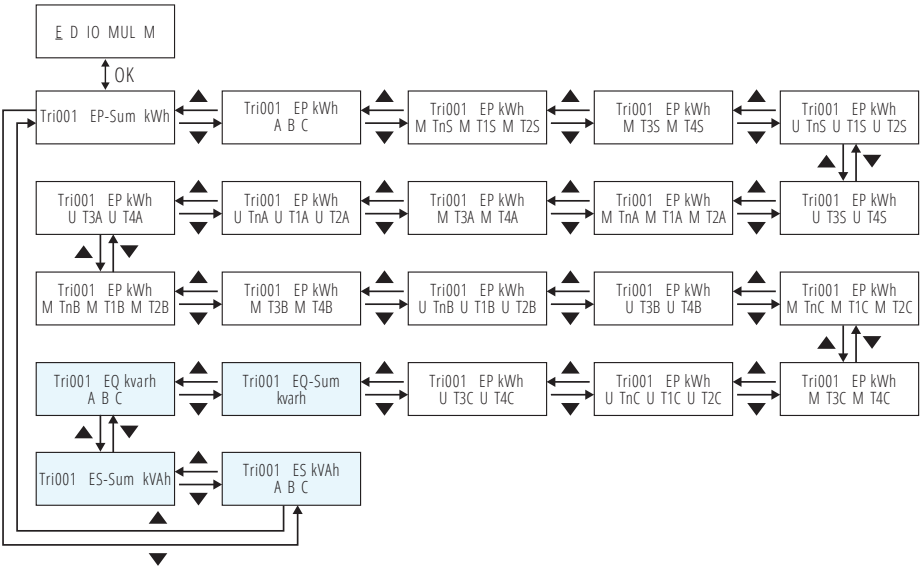 E D IO MUL M
OK
Tri001 EP-Sum kWh
Tri001 EP kWh
A B C
Tri001 EP kWh
M TnS M T1S M T2S
Tri001 EP kWh
M T3S M T4S
Tri001 EP kWh
U TnS U T1S U T2S
Tri001 EP kWh
U T3A U T4A
Tri001 EP kWh
U TnA U T1A U T2A
Tri001 EP kWh
M T3A M T4A
Tri001 EP kWh
M TnA M T1A M T2A
Tri001 EP kWh
U T3S U T4S
Tri001 EP kWh
M TnB M T1B M T2B
Tri001 EP kWh
M T3B M T4B
Tri001 EP kWh
U TnB U T1B U T2B
Tri001 EP kWh
U T3B U T4B
Tri001 EP kWh
M TnC M T1C M T2C
Tri001 EQ kvarh
A B C
Tri001 EQ-Sum
kvarh
Tri001 EP kWh
U T3C U T4C
Tri001 EP kWh
U TnC U T1C U T2C
Tri001 EP kWh
M T3C M T4C
Tri001 ES-Sum kVAh
Tri001 ES kVAh
A B C